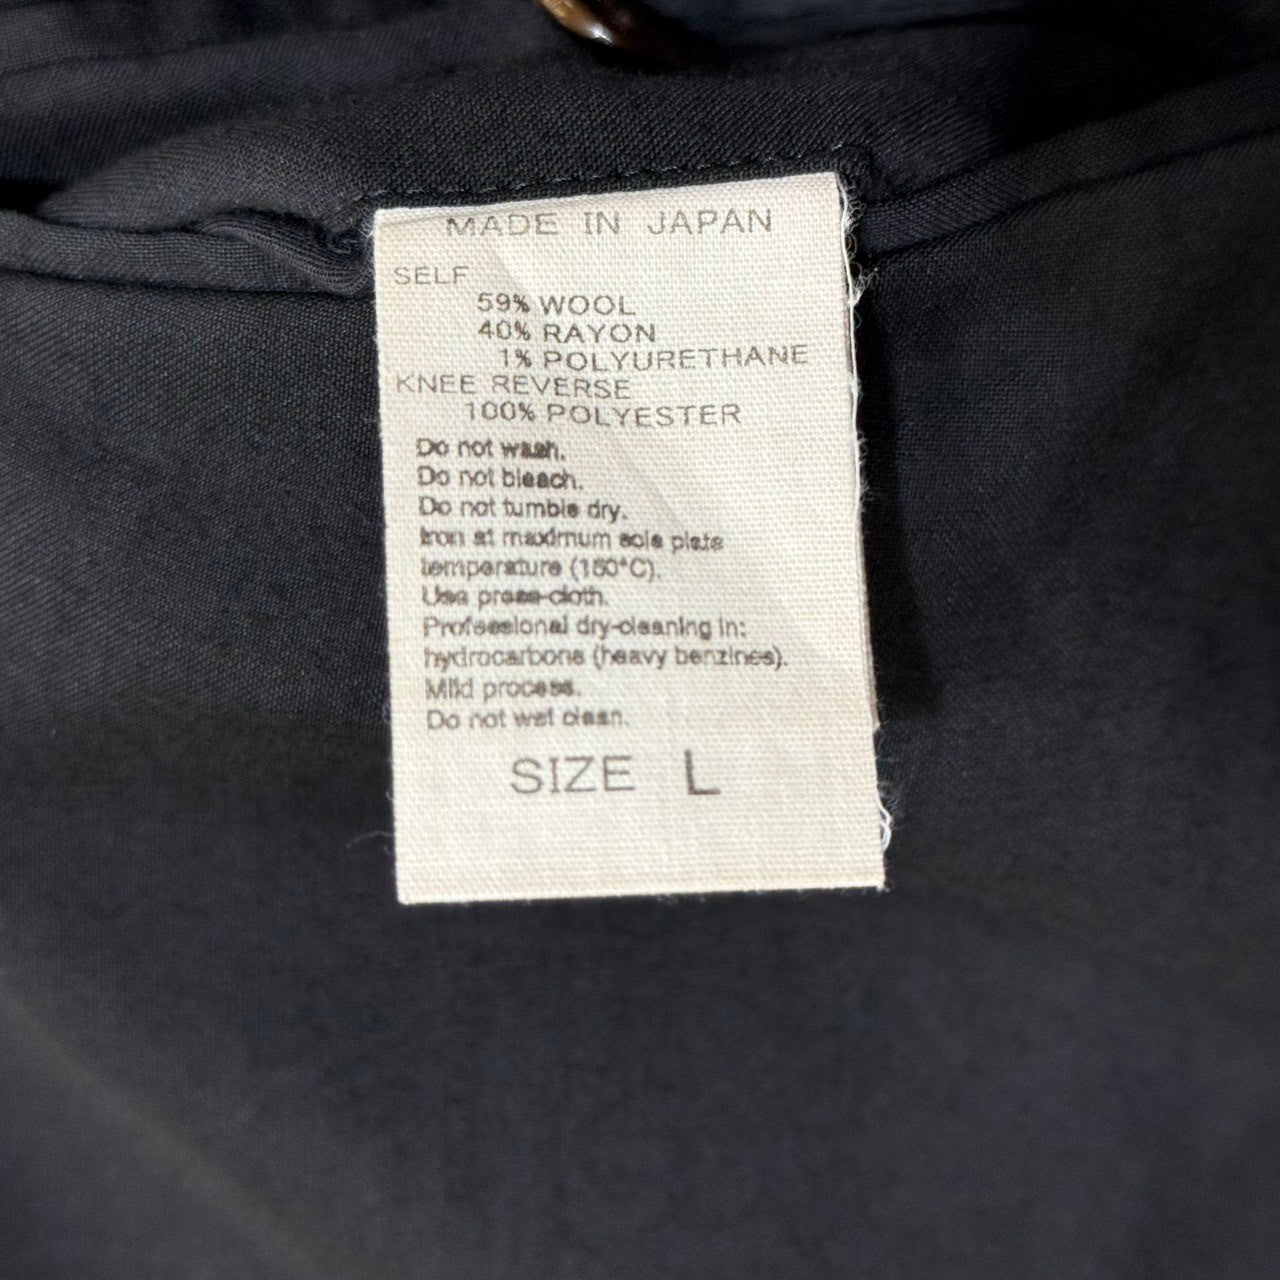 MADE IN JAPAN
SELF
59% WOOL
40% RAYON
1% POLYURETHANE
KNEE REVERSE
100% POLYESTER
Do not wash.
Do not bleach.
Do not tumble dry.
Iron at maximum sole plate
temperature (150°C).
Use press-cloth.
Professional dry-cleaning in:
hydrocarbons (heavy benzines).
Mild process.
Do not wet clean.
SIZE L